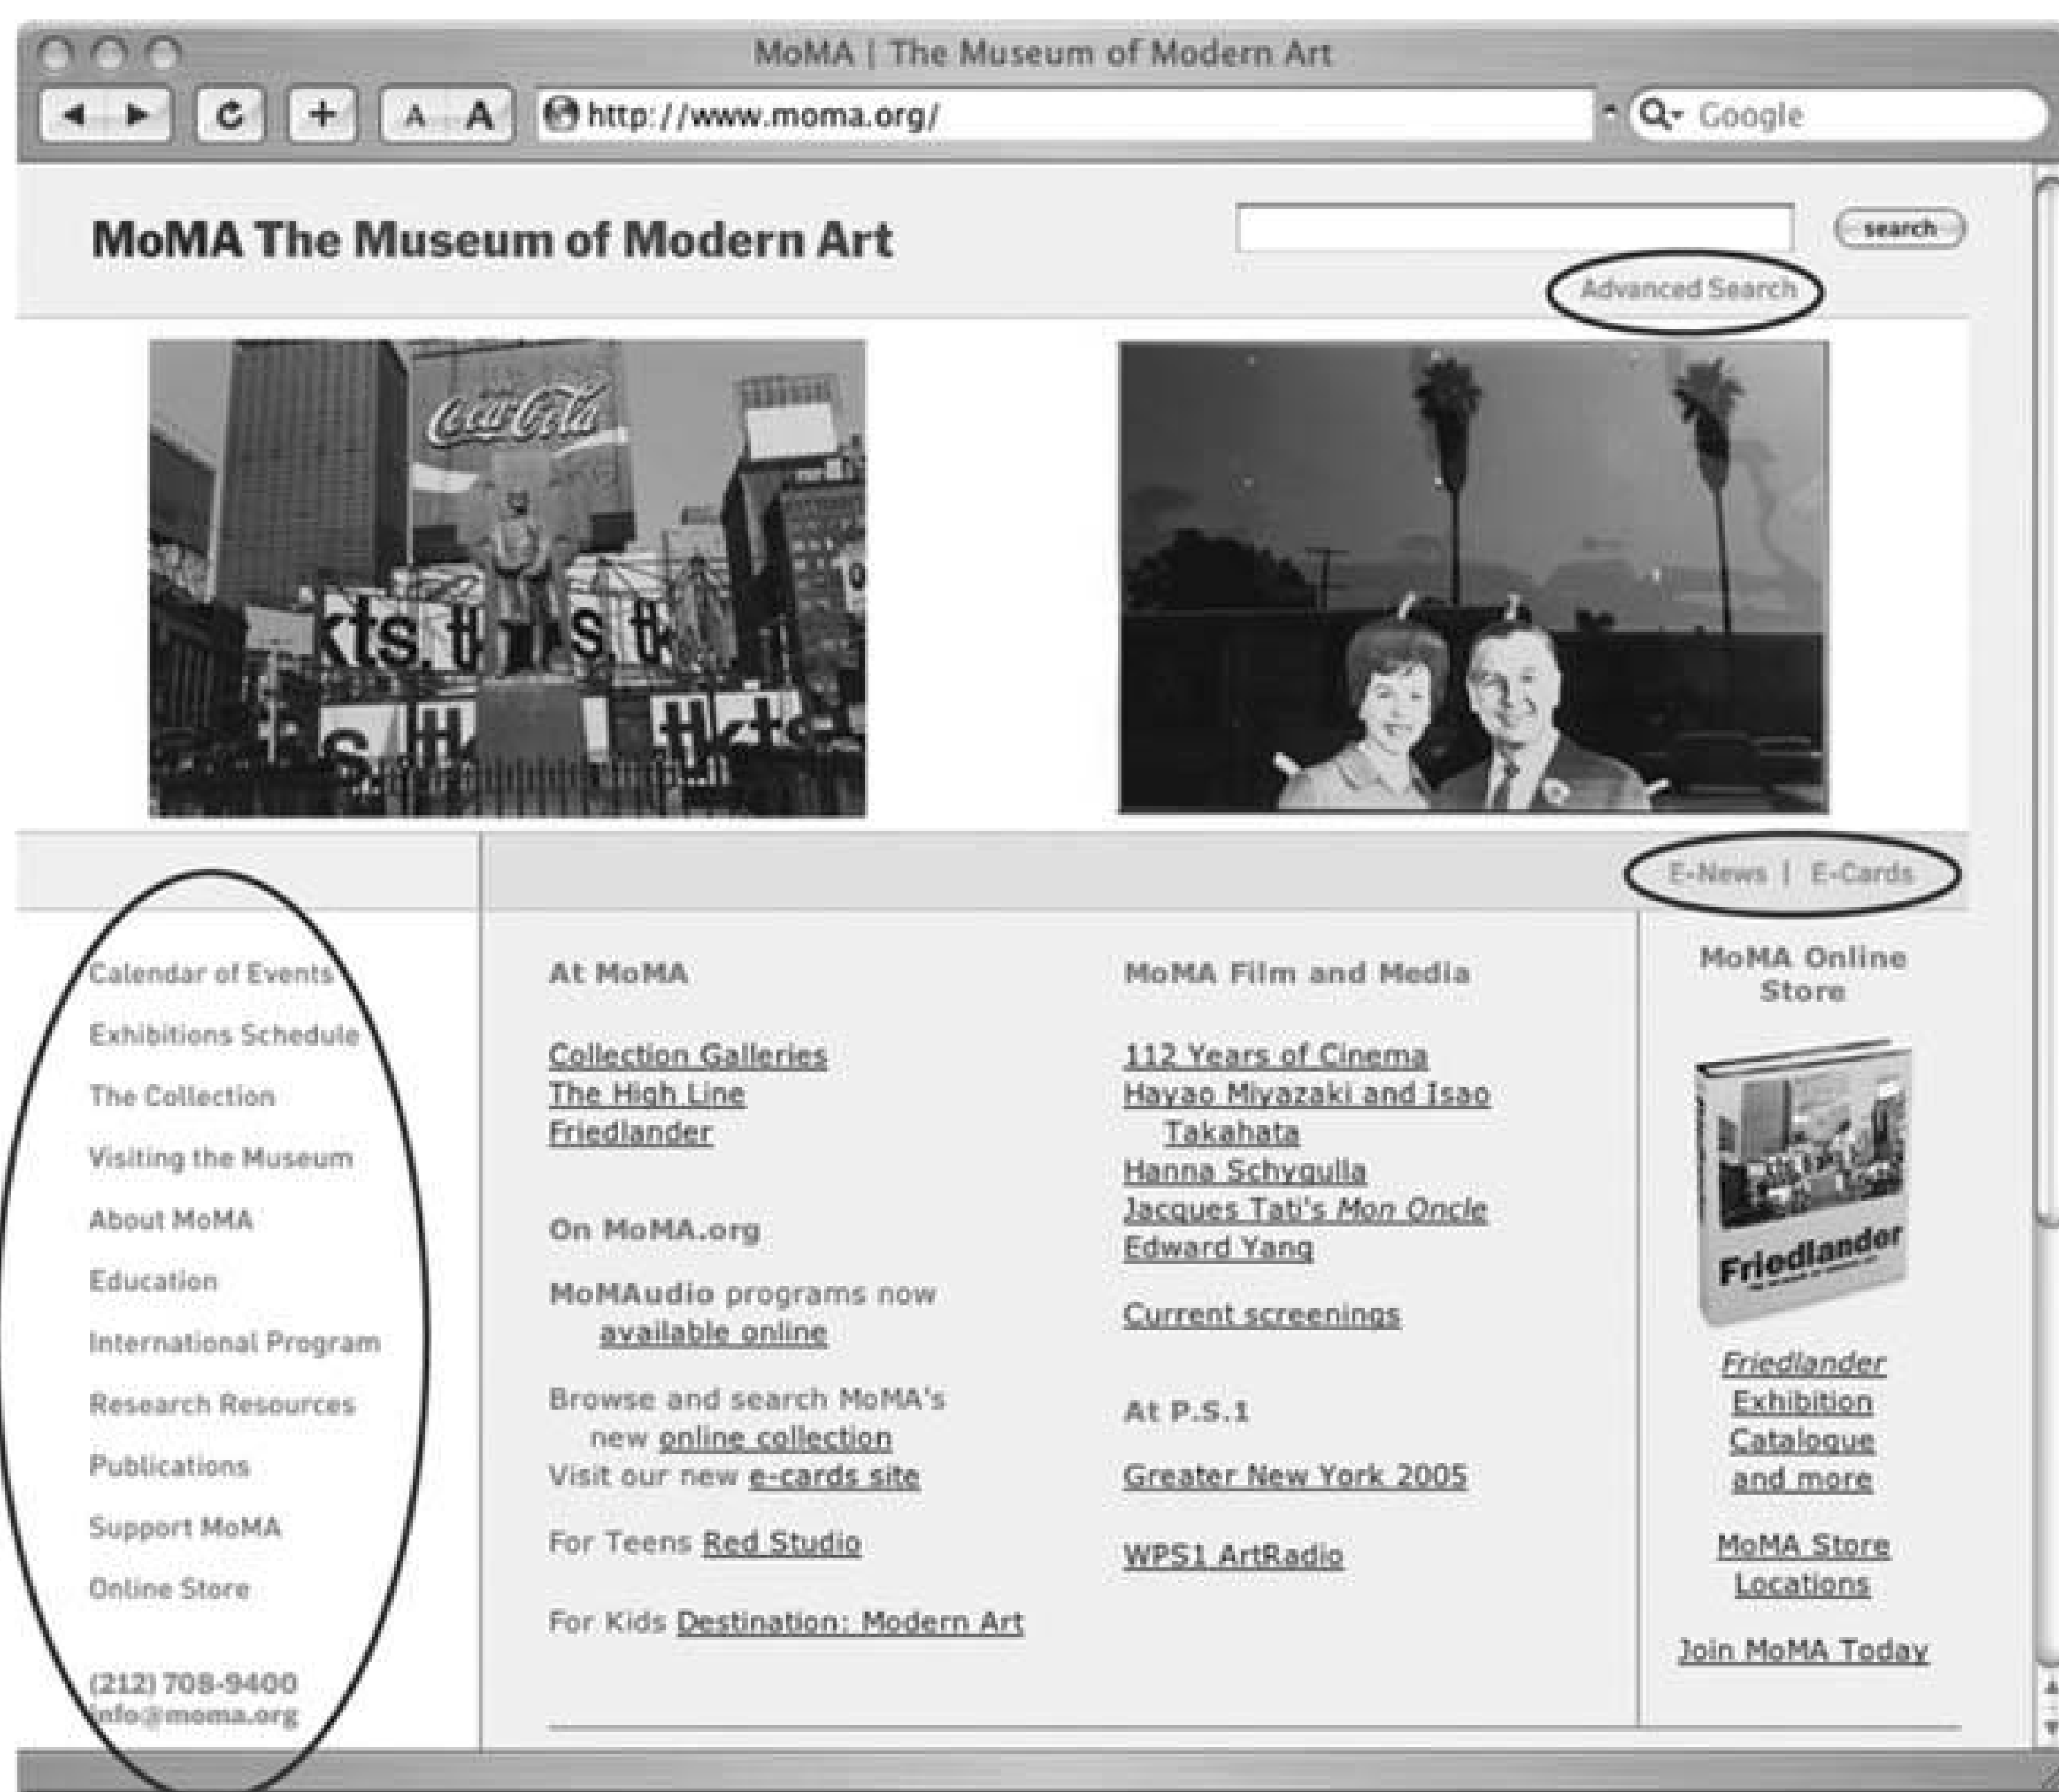 MoMA | The Museum of Modern Art
A A
http://www.moma.org/
Google
MoMA The Museum of Modern Art
search
Advanced Search
Coca-Cola
kts. tk s tk
s. tk tkts
E-News | E-Cards
Calendar of Events
Exhibitions Schedule
The Collection
Visiting the Museum
About MoMA
Education
International Program
Research Resources
Publications
Support MoMA
Online Store
(212) 708-9400
info@moma.org
At MoMA
Collection Galleries
The High Line
Friedlander
On MoMA.org
MoMAudio programs now
available online
Browse and search MoMA's
new online collection
Visit our new e-cards site
For Teens Red Studio
For Kids Destination: Modern Art
MoMA Film and Media
112 Years of Cinema
Hayao Miyazaki and Isao
Takahata
Hanna Schygulla
Jacques Tati's Mon Oncle
Edward Yang
Current screenings
At P.S.1
Greater New York 2005
WPS1 ArtRadio
MoMA Online
Store
Friedlander
Friedlander
Exhibition
Catalogue
and more
MoMA Store
Locations
Join MoMA Today